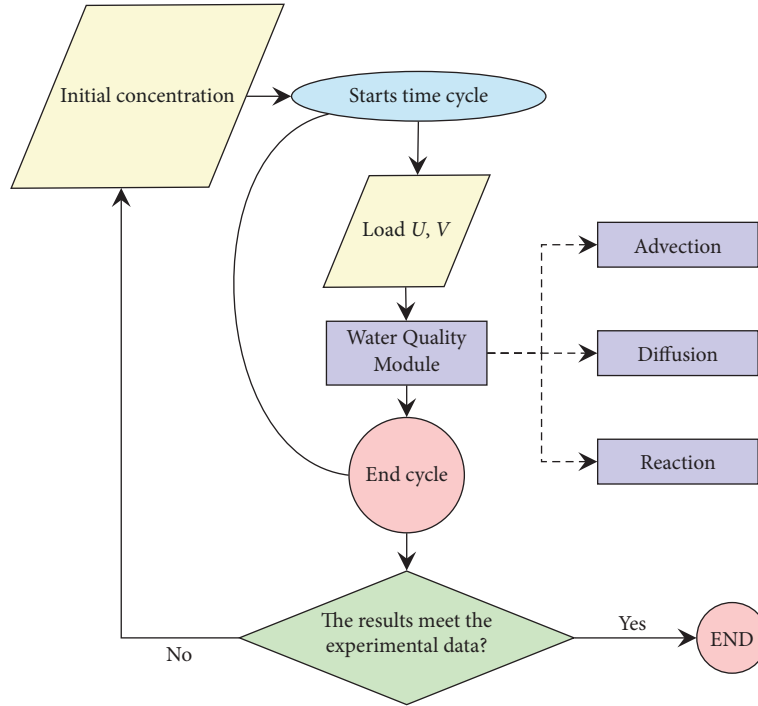 Initial concentration
Starts time cycle
Load U, V
Advection
Water Quality
Module
Diffusion
End cycle
Reaction
The results meet the
experimental data?
Yes
No
END